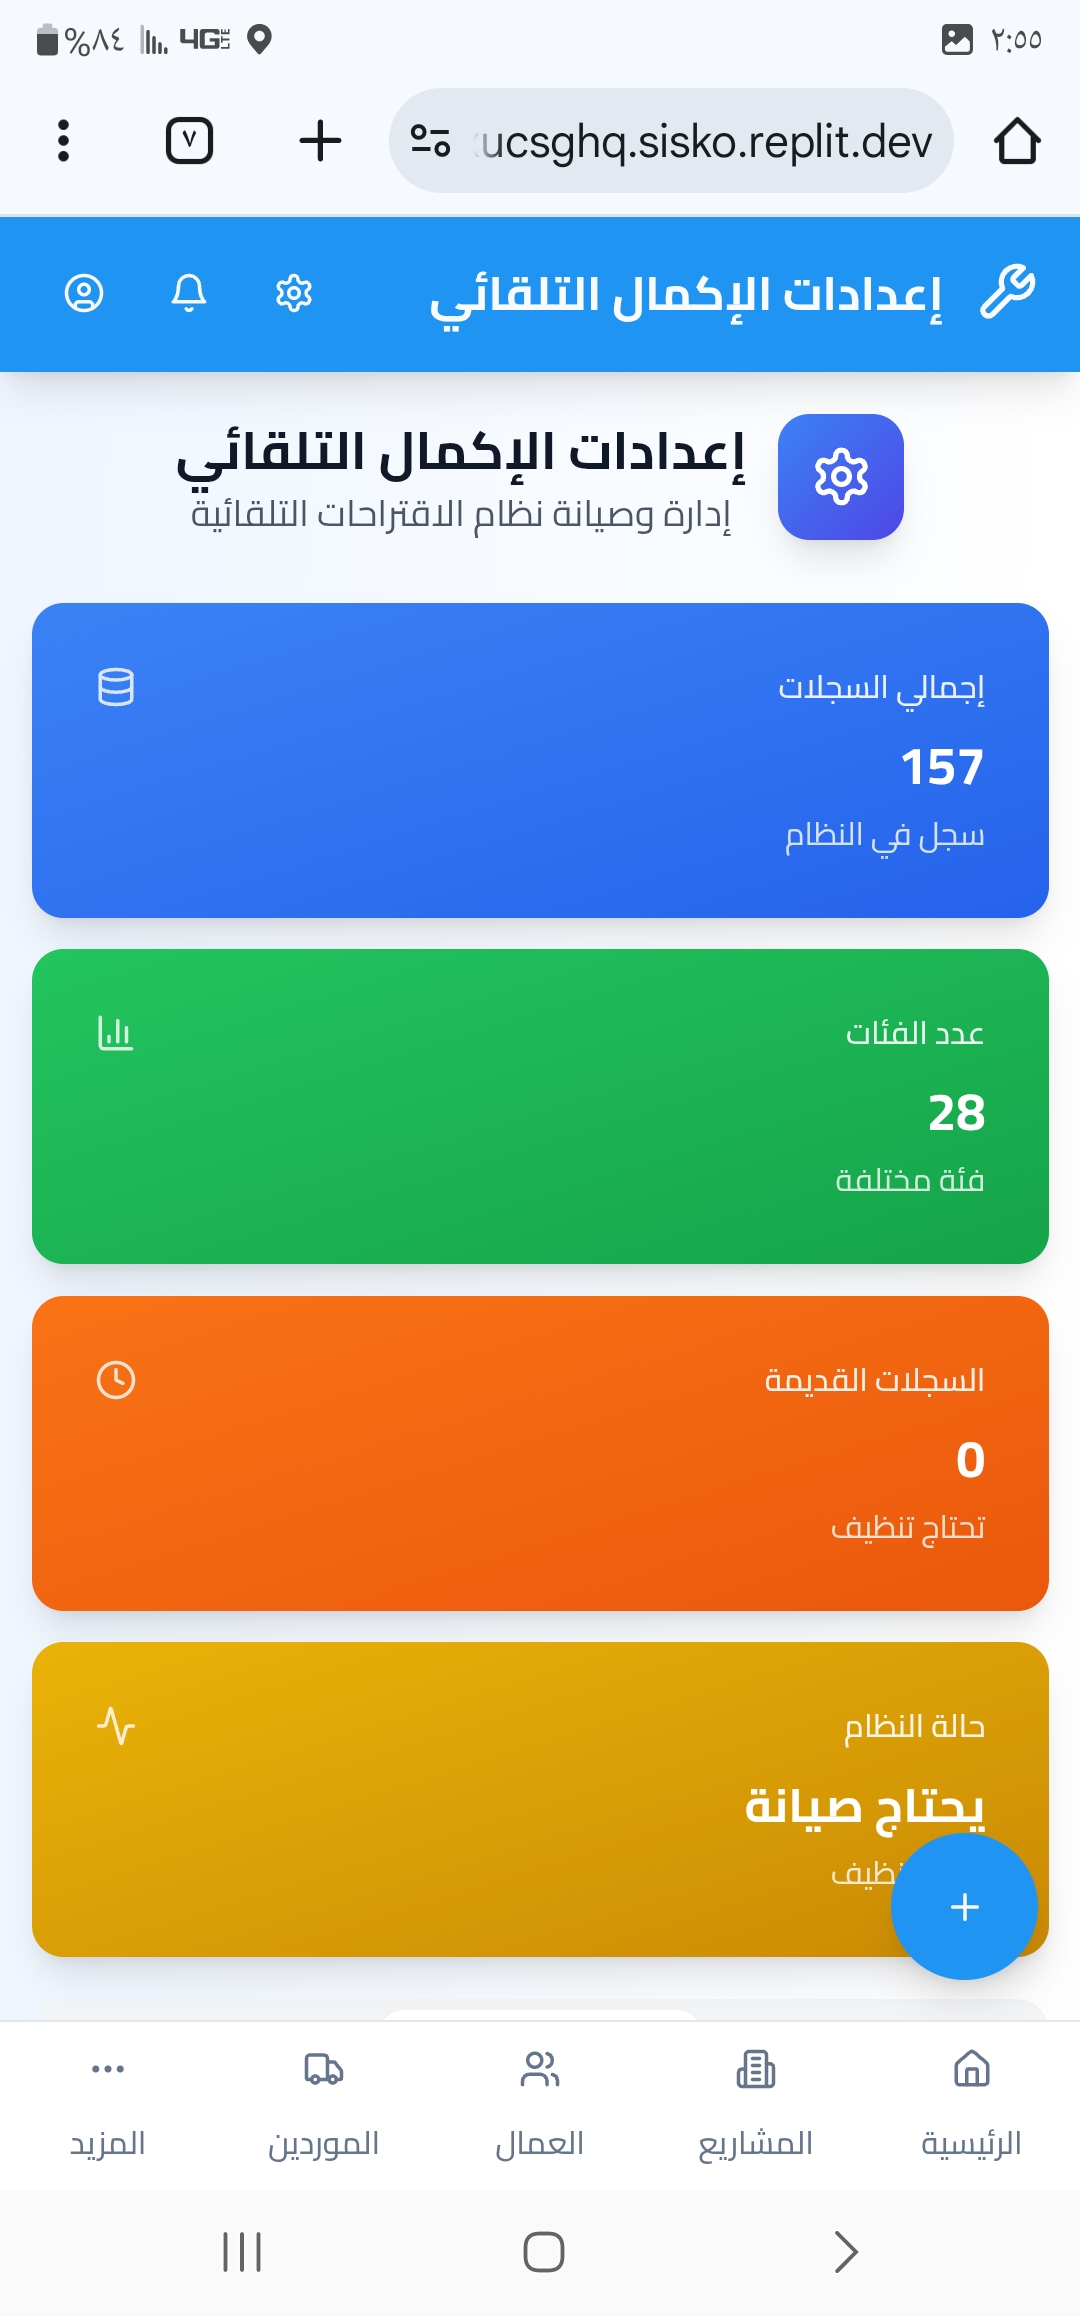 ٢:٥٥
4G LTE
%٨٤
ucsghq.sisko.replit.dev
٧
إعدادات الإكمال التلقائي
إعدادات الإكمال التلقائي
إدارة وصيانة نظام الاقتراحات التلقائية
إجمالي السجلات
157
سجل في النظام
عدد الفئات
28
فئة مختلفة
السجلات القديمة
0
تحتاج تنظيف
حالة النظام
يحتاج صيانة
الرئيسية
المشاريع
العمال
الموردين
المزيد